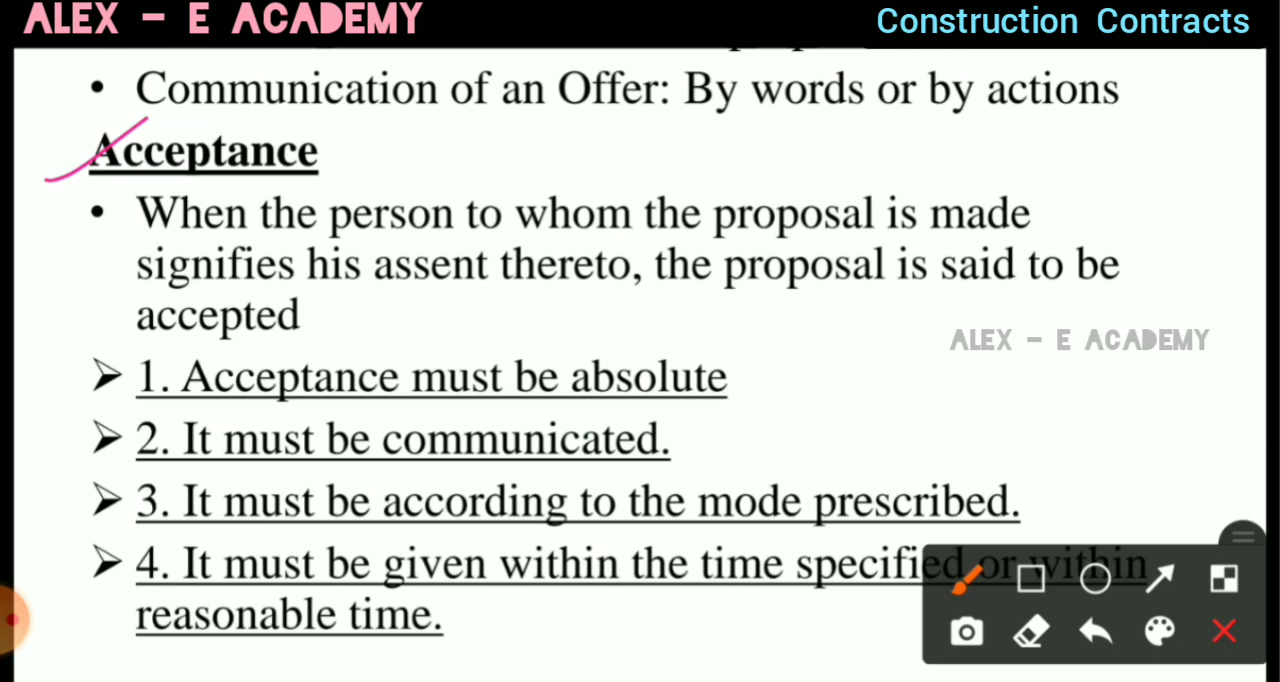 ALEX - E ACADEMY
Construction Contracts
• Communication of an Offer: By words or by actions
Acceptance
• When the person to whom the proposal is made
signifies his assent thereto, the proposal is said to be
accepted
ALEX - E ACADEMY
➢ 1. Acceptance must be absolute
➢ 2. It must be communicated.
➢ 3. It must be according to the mode prescribed.
➢ 4. It must be given within the time specified or within
reasonable time.